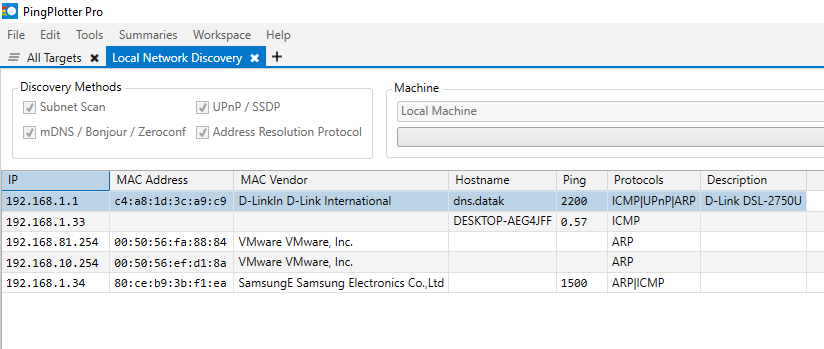 PingPlotter Pro
File Edit Tools Summaries Workspace Help
All Targets Local Network Discovery +
Discovery Methods Machine
Subnet Scan UPnP / SSDP Local Machine
mDNS / Bonjour / Zeroconf Address Resolution Protocol
IP MAC Address MAC Vendor Hostname Ping Protocols Description
192.168.1.1 c4:a8:1d:3c:a9:c9 D-LinkIn D-Link International dns.datak 2200 ICMP|UPnP|ARP D-Link DSL-2750U
192.168.1.33 DESKTOP-AEG4JFF 0.57 ICMP
192.168.81.254 00:50:56:fa:88:84 VMware VMware, Inc. ARP
192.168.10.254 00:50:56:ef:d1:8a VMware VMware, Inc. ARP
192.168.1.34 80:ce:b9:3b:f1:ea SamsungE Samsung Electronics Co.,Ltd 1500 ARP|ICMP